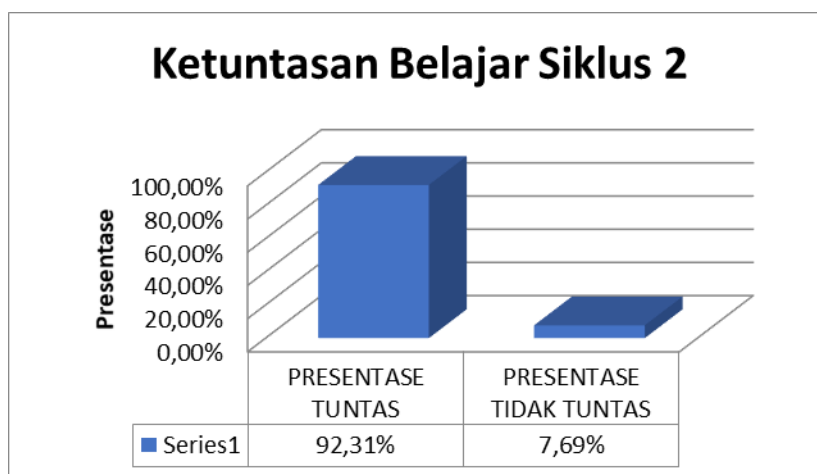 Ketuntasan Belajar Siklus 2
Presentase
100,00%
80,00%
60,00%
40,00%
20,00%
0,00%
PRESENTASE
TUNTAS
PRESENTASE
TIDAK TUNTAS
Series1
92,31%
7,69%